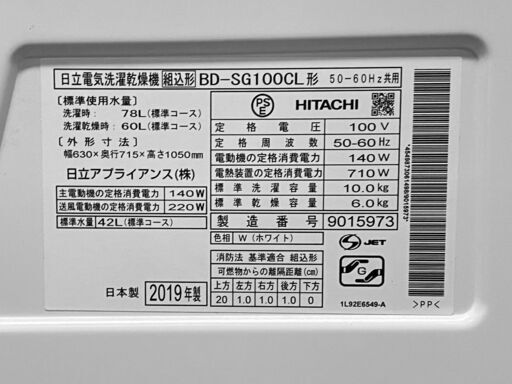 日立電気洗濯乾燥機 組込形 BD-SG100CL形 50-60Hz共用
[標準使用水量]
洗濯時: 78L(標準コース)
洗濯乾燥時: 60L(標準コース)
[外形寸法]
幅630×奥行715×高さ1050mm
日立アプライアンス(株)
主電動機の定格消費電力 140W
送風電動機の定格消費電力 220W
標準水量 42L(標準コース)
PS
E
HITACHI
定格電圧 100V
定格周波数 50-60Hz
電動機の定格消費電力 140W
電熱装置の定格消費電力 710W
標準洗濯容量 10.0kg
標準乾燥容量 6.0kg
製造番号 9015973
色相 W(ホワイト)
消防法 基準適合 組込形
可燃物からの離隔距離(cm)
上方 左方 右方 前方 後方 下方
20 1.0 1.0 0 1.0 0
日本製 2019年製
S JET
G
1L92E6549-A
>PP<